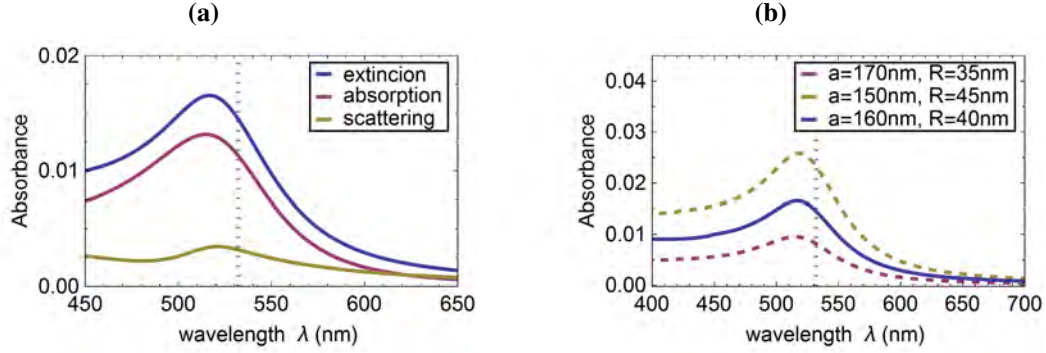 (a)
0.02
0.01
0.00
Absorbance
extincion
absorption
scattering
450 500 550 600 650
wavelength λ (nm)
(b)
0.04
0.03
0.02
0.01
0.00
Absorbance
a=170nm, R=35nm
a=150nm, R=45nm
a=160nm, R=40nm
400 450 500 550 600 650 700
wavelength λ (nm)